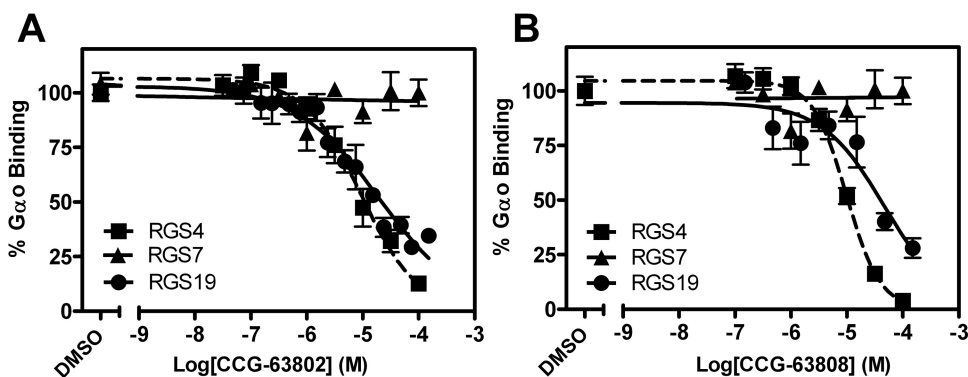 A
% Gαo Binding
100
75
50
25
0
RGS4
RGS7
RGS19
DMSO
-9 -8 -7 -6 -5 -4 -3
Log[CCG-63802] (M)
B
% Gαo Binding
100
75
50
25
0
RGS4
RGS7
RGS19
DMSO
-9 -8 -7 -6 -5 -4 -3
Log[CCG-63808] (M)